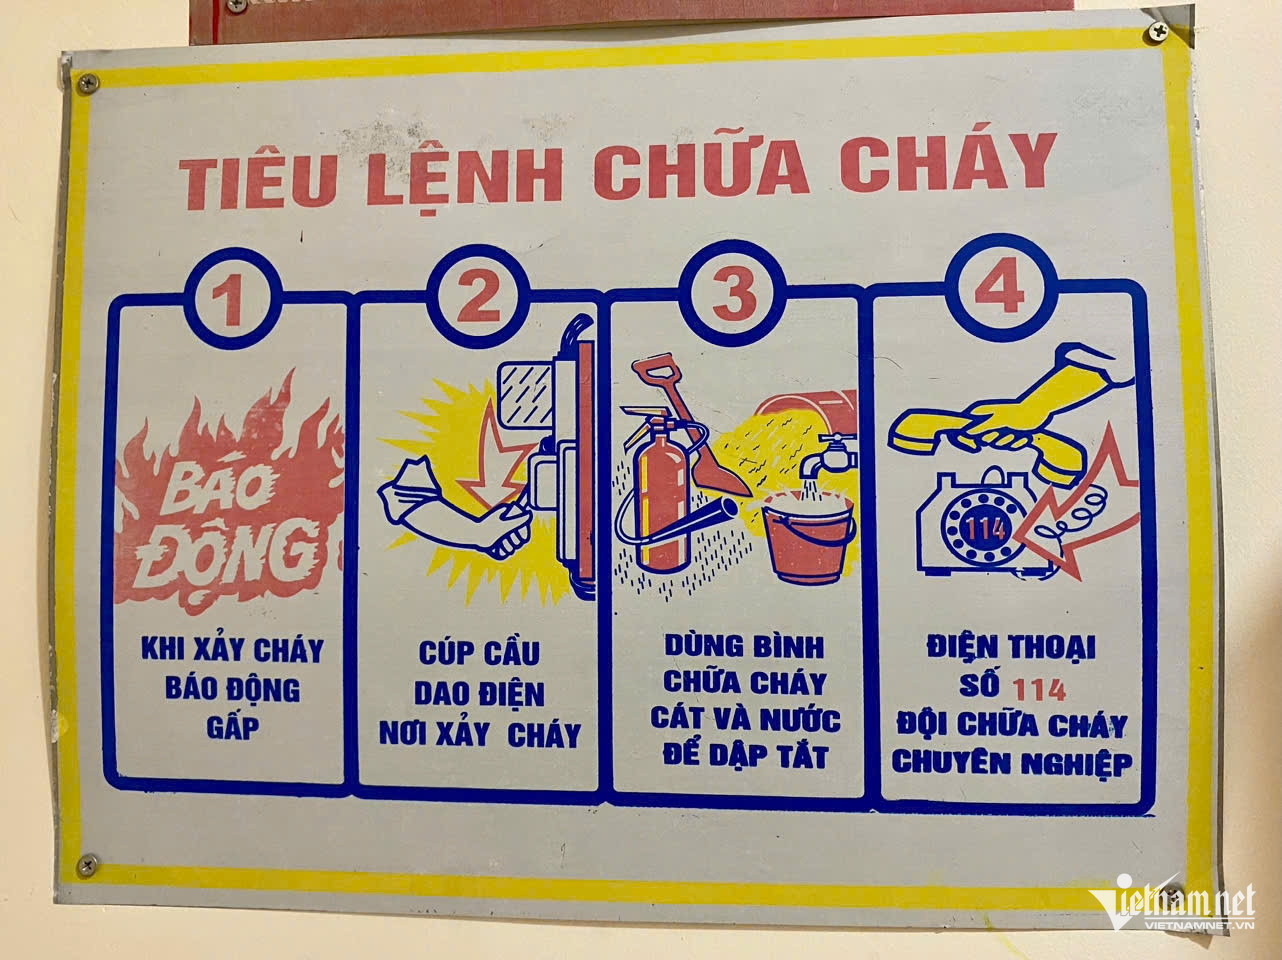 TIÊU LỆNH CHỮA CHÁY
1
BÁO
ĐỘNG
KHI XẢY CHÁY
BÁO ĐỘNG
GẤP
2
CÚP CẦU
DAO ĐIỆN
NƠI XẢY CHÁY
3
DÙNG BÌNH
CHỮA CHÁY
CÁT VÀ NƯỚC
ĐỂ DẬP TẮT
4
114
ĐIỆN THOẠI
SỐ 114
ĐỘI CHỮA CHÁY
CHUYÊN NGHIỆP
Vietnamnet
VIETNAMNET.VN